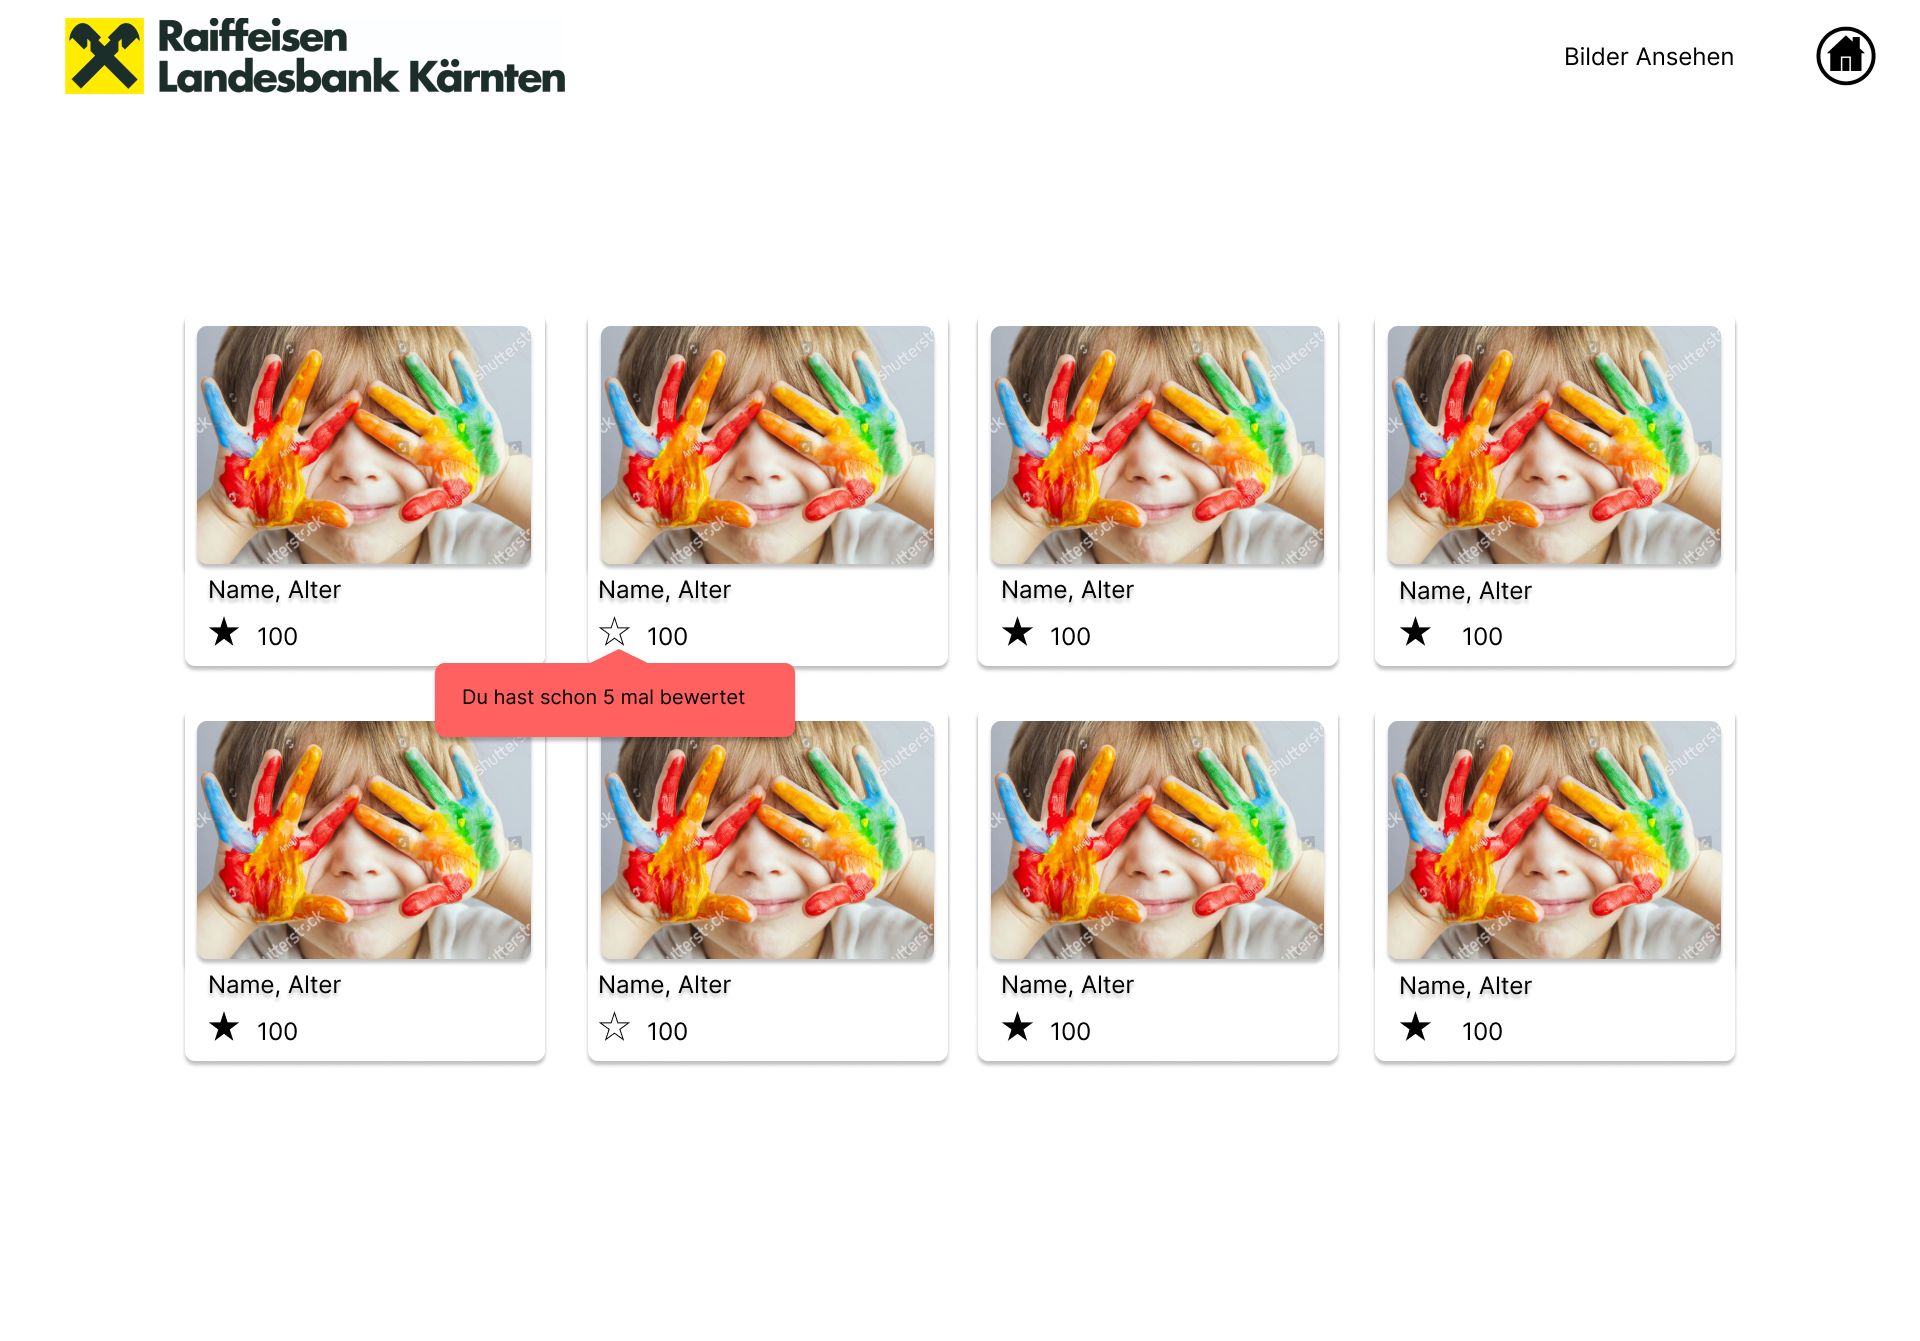 Raiffeisen
Landesbank Kärnten
Bilder Ansehen
Name, Alter
100
Name, Alter
100
Name, Alter
100
Name, Alter
100
Du hast schon 5 mal bewertet
Name, Alter
100
Name, Alter
100
Name, Alter
100
Name, Alter
100